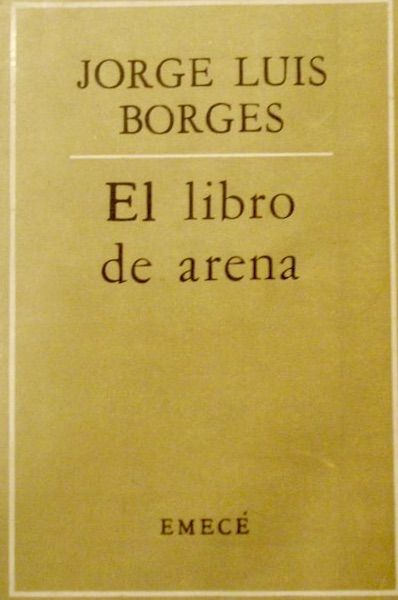 JORGE LUIS
BORGES
El libro
de arena
EMECÉ